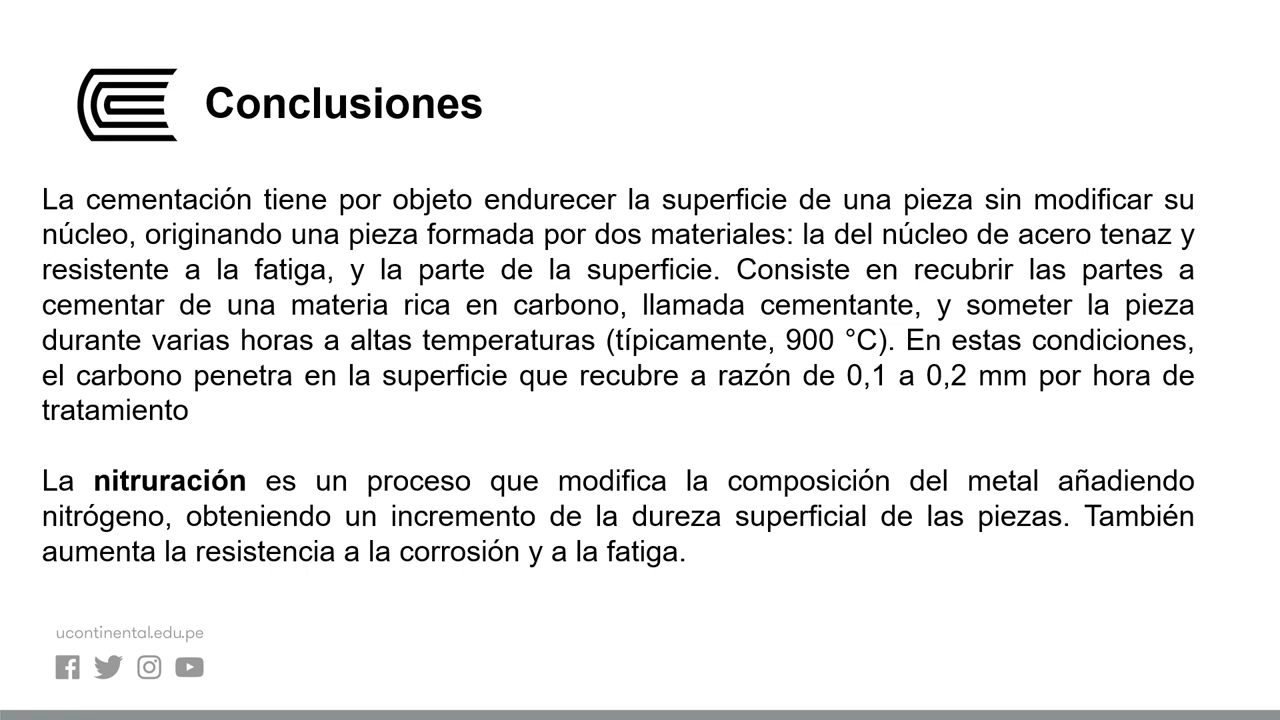 Conclusiones
La cementación tiene por objeto endurecer la superficie de una pieza sin modificar su
núcleo, originando una pieza formada por dos materiales: la del núcleo de acero tenaz y
resistente a la fatiga, y la parte de la superficie. Consiste en recubrir las partes a
cementar de una materia rica en carbono, llamada cementante, y someter la pieza
durante varias horas a altas temperaturas (típicamente, 900 °C). En estas condiciones,
el carbono penetra en la superficie que recubre a razón de 0,1 a 0,2 mm por hora de
tratamiento
La nitruración es un proceso que modifica la composición del metal añadiendo
nitrógeno, obteniendo un incremento de la dureza superficial de las piezas. También
aumenta la resistencia a la corrosión y a la fatiga.
ucontinental.edu.pe